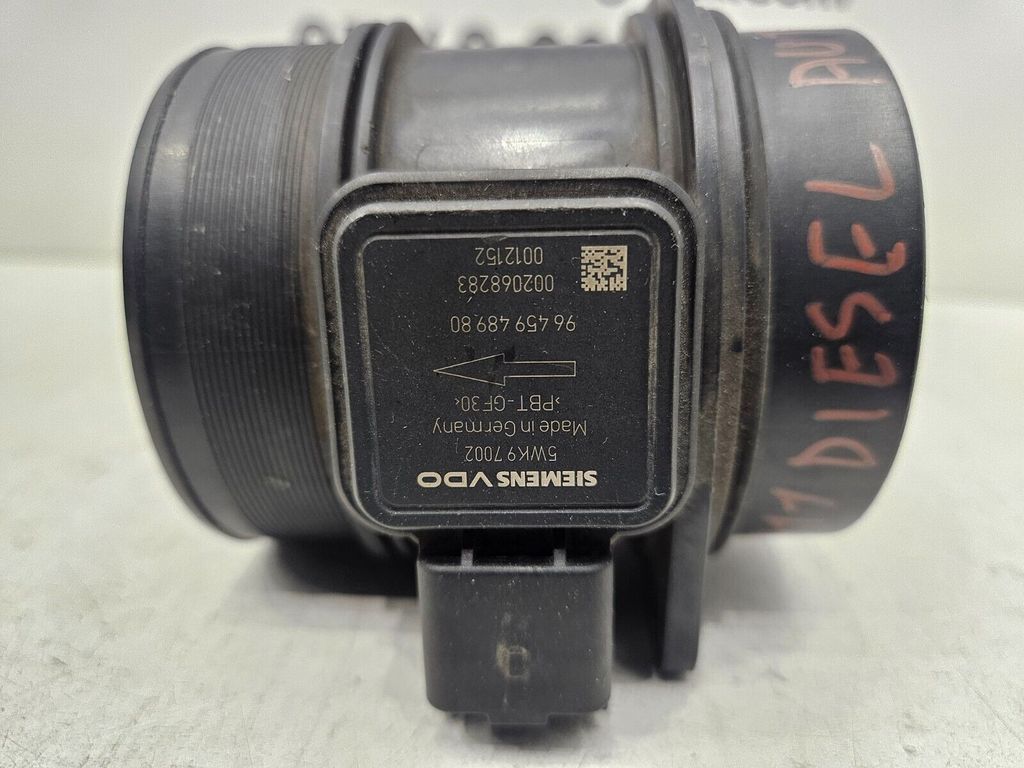 SIEMENS VDO
5WK9 7002
Made in Germany
>PBT-GF30<
96 459 489 80
002068283
0012152
DIESEL